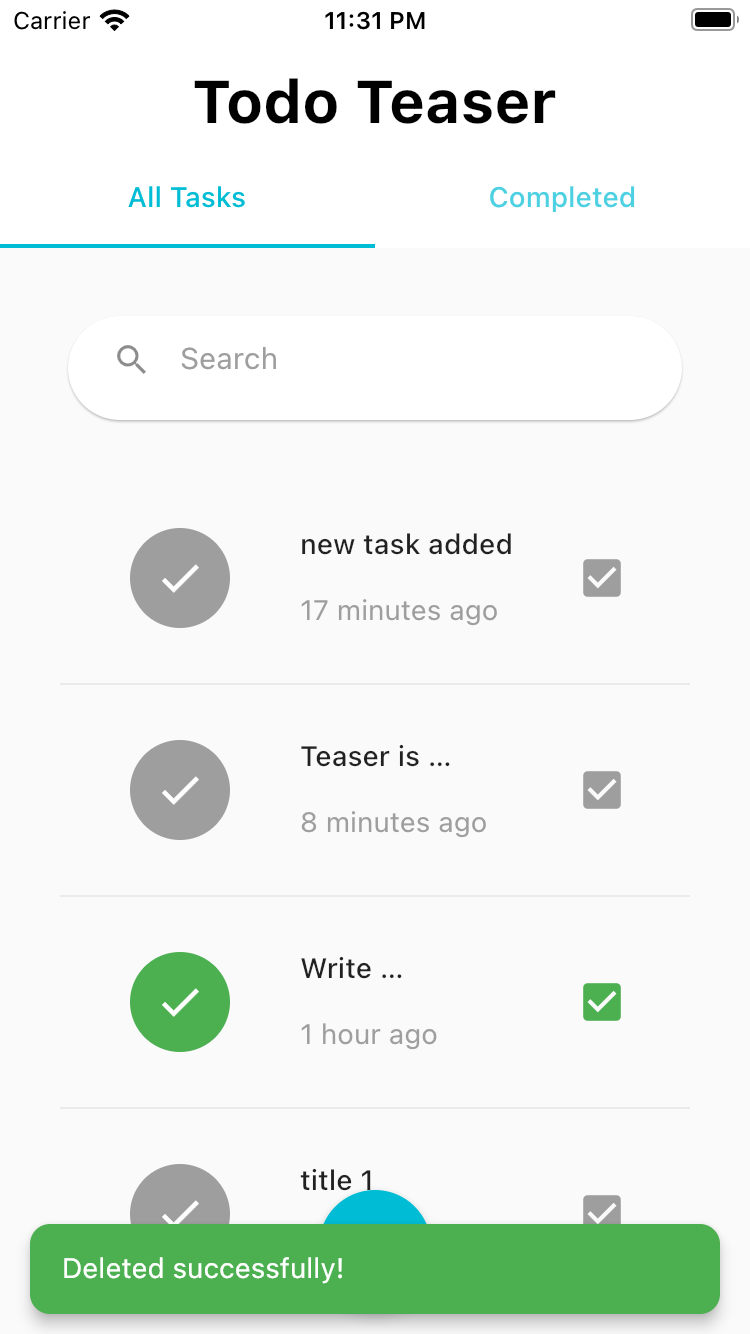 Carrier 11:31 PM
Todo Teaser
All Tasks Completed
Search
new task added
17 minutes ago
Teaser is ...
8 minutes ago
Write ...
1 hour ago
title 1
Deleted successfully!